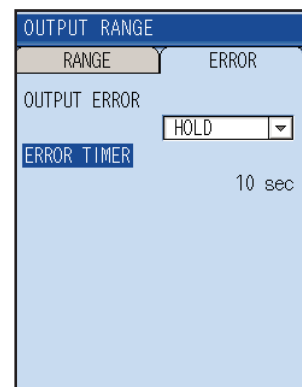 OUTPUT RANGE
RANGE ERROR
OUTPUT ERROR
HOLD
ERROR TIMER
10 sec